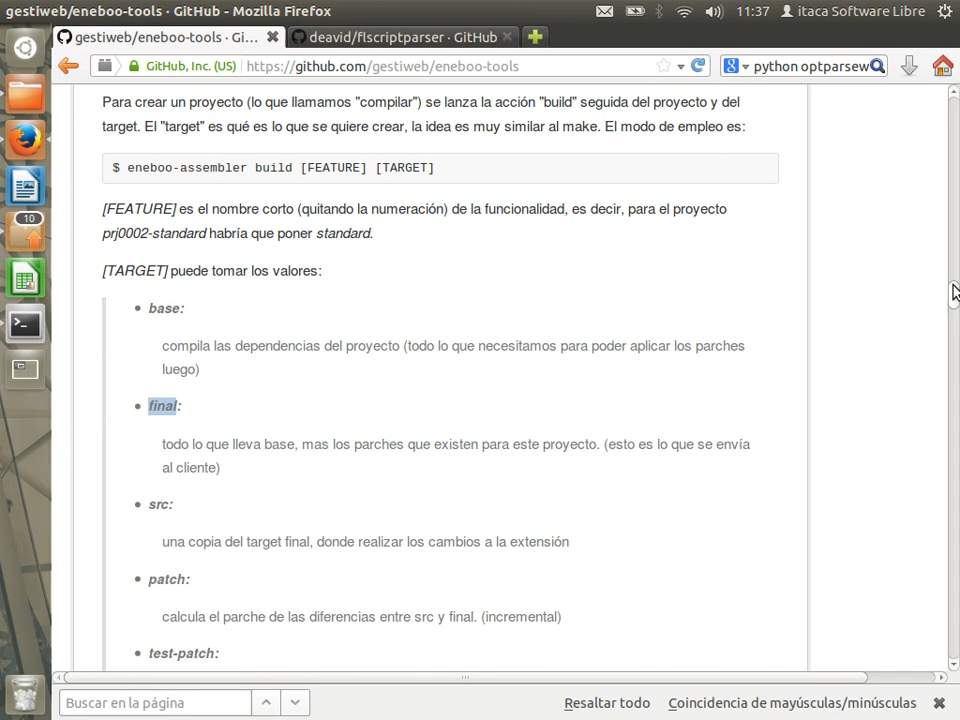 gestiweb/eneboo-tools · GitHub - Mozilla Firefox
11:37 itaca Software Libre
gestiweb/eneboo-tools · Gi...
deavid/flscriptparser · GitHub
GitHub, Inc. (US) https://github.com/gestiweb/eneboo-tools
python optparsew
Para crear un proyecto (lo que llamamos "compilar") se lanza la acción "build" seguida del proyecto y del
target. El "target" es qué es lo que se quiere crear, la idea es muy similar al make. El modo de empleo es:
$ eneboo-assembler build [FEATURE] [TARGET]
[FEATURE] es el nombre corto (quitando la numeración) de la funcionalidad, es decir, para el proyecto
prj0002-standard habría que poner standard.
[TARGET] puede tomar los valores:
10
• base:
compila las dependencias del proyecto (todo lo que necesitamos para poder aplicar los parches
luego)
• final:
todo lo que lleva base, mas los parches que existen para este proyecto. (esto es lo que se envía
al cliente)
• src:
una copia del target final, donde realizar los cambios a la extensión
• patch:
calcula el parche de las diferencias entre src y final. (incremental)
• test-patch:
Buscar en la página
Resaltar todo
Coincidencia de mayúsculas/minúsculas